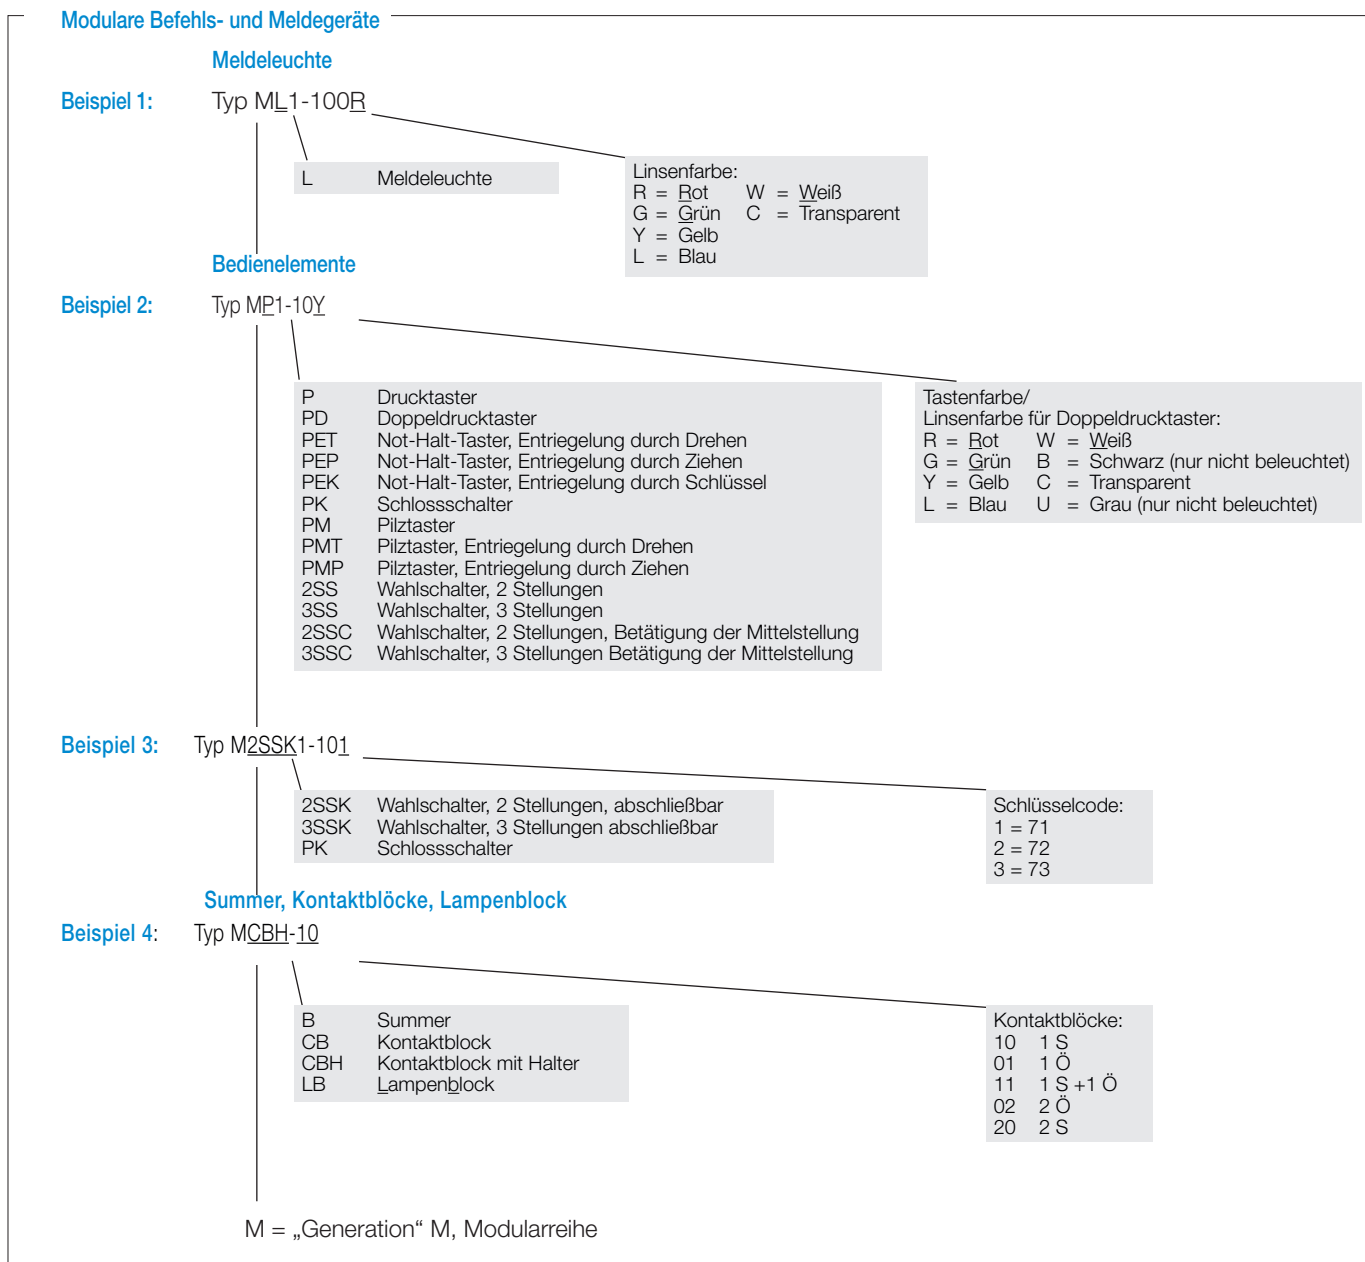 Modulare Befehls- und Meldegeräte
Meldeleuchte
Beispiel 1: Typ ML1-100R
L Meldeleuchte
Linsenfarbe:
R = Rot W = Weiß
G = Grün C = Transparent
Y = Gelb
L = Blau
Bedienelemente
Beispiel 2: Typ MP1-10Y
P Drucktaster
PD Doppeldrucktaster
PET Not-Halt-Taster, Entriegelung durch Drehen
PEP Not-Halt-Taster, Entriegelung durch Ziehen
PEK Not-Halt-Taster, Entriegelung durch Schlüssel
PK Schlossschalter
PM Pilztaster
PMT Pilztaster, Entriegelung durch Drehen
PMP Pilztaster, Entriegelung durch Ziehen
2SS Wahlschalter, 2 Stellungen
3SS Wahlschalter, 3 Stellungen
2SSC Wahlschalter, 2 Stellungen, Betätigung der Mittelstellung
3SSC Wahlschalter, 3 Stellungen Betätigung der Mittelstellung
Tastenfarbe/
Linsenfarbe für Doppeldrucktaster:
R = Rot W = Weiß
G = Grün B = Schwarz (nur nicht beleuchtet)
Y = Gelb C = Transparent
L = Blau U = Grau (nur nicht beleuchtet)
Beispiel 3: Typ M2SSK1-101
2SSK Wahlschalter, 2 Stellungen, abschließbar
3SSK Wahlschalter, 3 Stellungen abschließbar
PK Schlossschalter
Schlüsselcode:
1 = 71
2 = 72
3 = 73
Summer, Kontaktblöcke, Lampenblock
Beispiel 4: Typ MCBH-10
B Summer
CB Kontaktblock
CBH Kontaktblock mit Halter
LB Lampenblock
Kontaktblöcke:
10 1 S
01 1 Ö
11 1 S +1 Ö
02 2 Ö
20 2 S
M = „Generation" M, Modularreihe